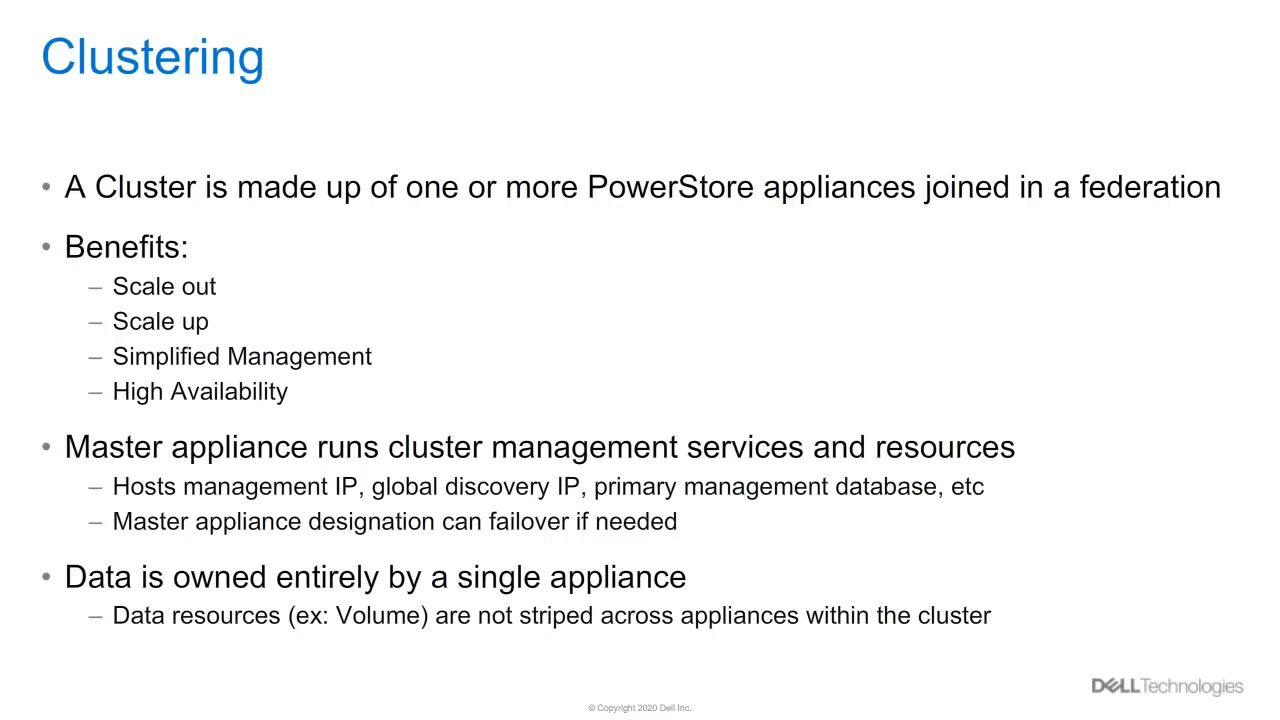 Clustering
• A Cluster is made up of one or more PowerStore appliances joined in a federation
• Benefits:
– Scale out
– Scale up
– Simplified Management
– High Availability
• Master appliance runs cluster management services and resources
– Hosts management IP, global discovery IP, primary management database, etc
– Master appliance designation can failover if needed
• Data is owned entirely by a single appliance
– Data resources (ex: Volume) are not striped across appliances within the cluster
DELLTechnologies
© Copyright 2020 Dell Inc.